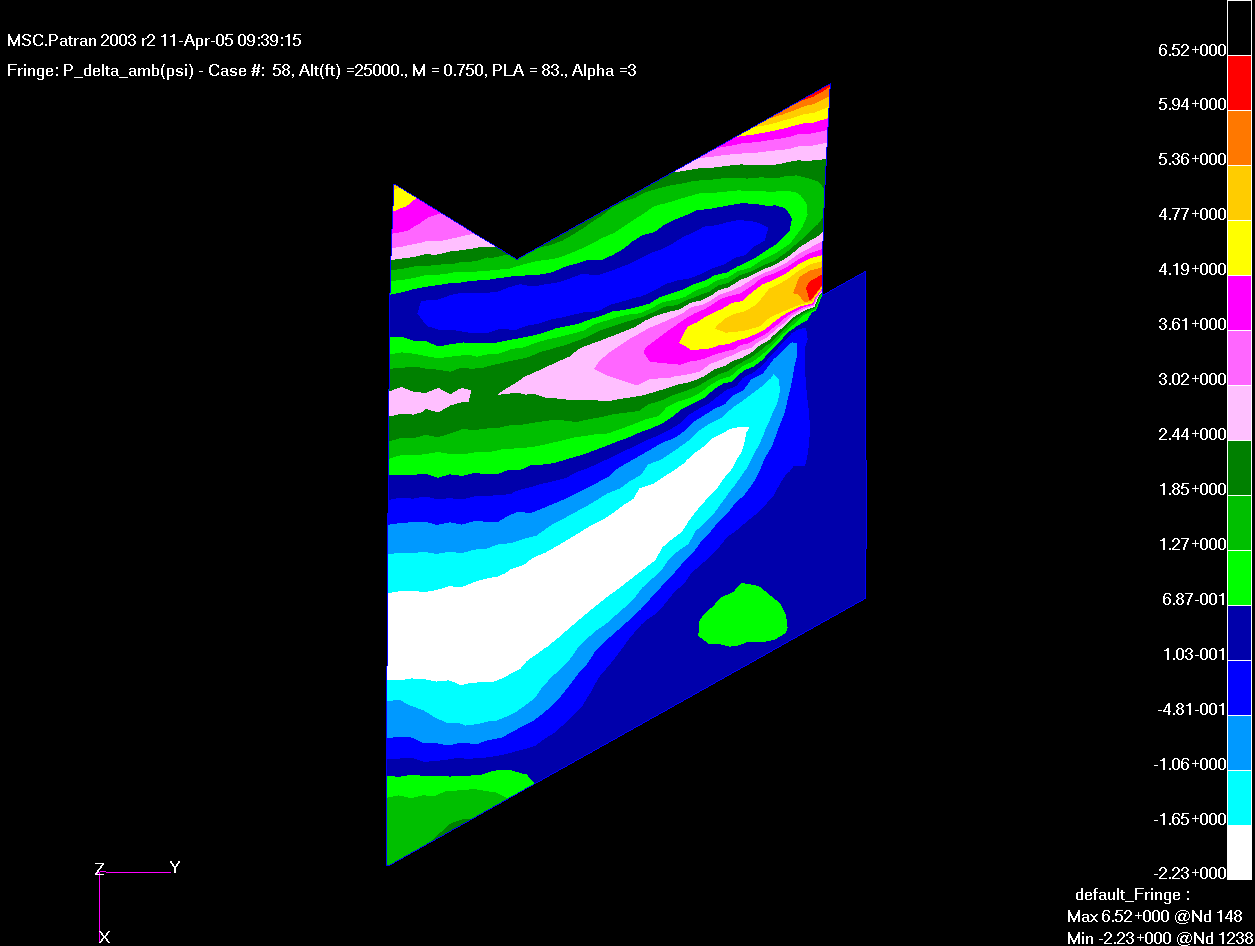 MSC.Patran 2003 r2 11-Apr-05 09:39:15
Fringe: P_delta_amb(psi) - Case #: 58, Alt(ft) =25000., M = 0.750, PLA = 83., Alpha =3
6.52+000
5.94+000
5.36+000
4.77+000
4.19+000
3.61+000
3.02+000
2.44+000
1.85+000
1.27+000
6.87-001
1.03-001
-4.81-001
-1.06+000
-1.65+000
-2.23+000
default_Fringe :
Max 6.52+000 @Nd 148
Min -2.23+000 @Nd 1238
Z
Y
X